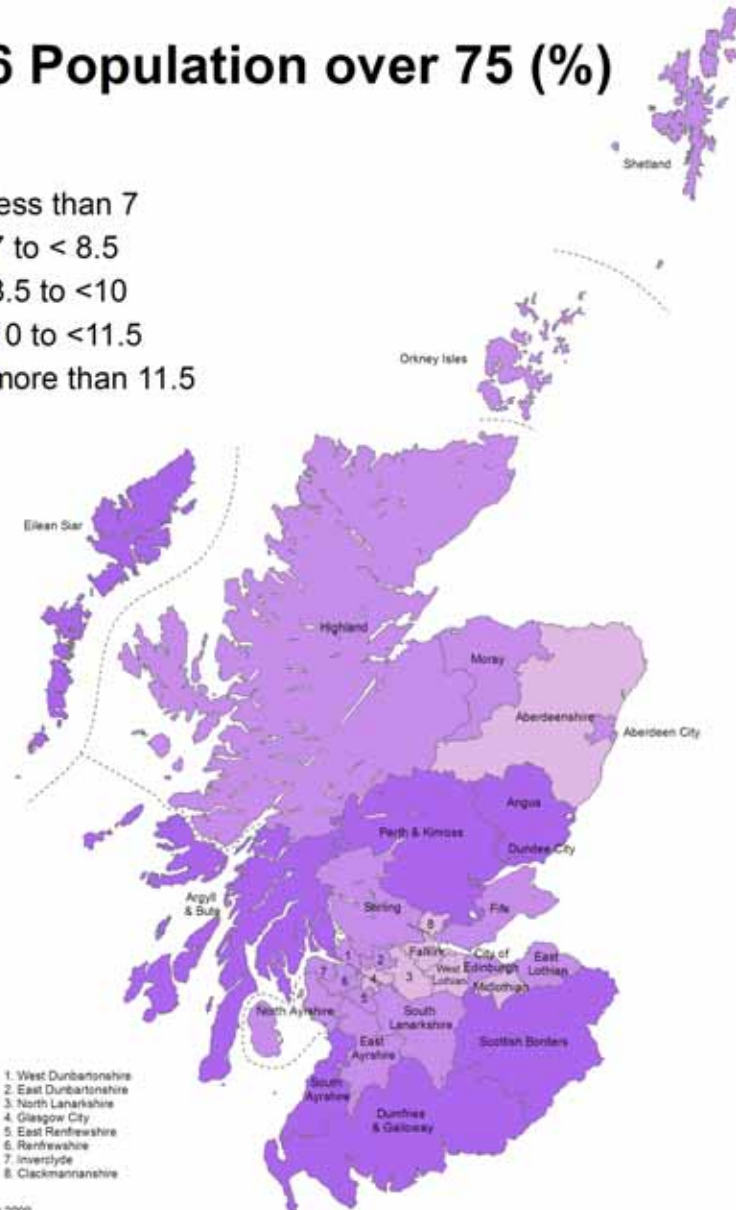 6 Population over 75 (%)
ess than 7
7 to < 8.5
8.5 to <10
0 to <11.5
more than 11.5
Shetland
Orkney Isles
Eilean Siar
Highland
Moray
Aberdeenshire
Aberdeen City
Angus
Perth & Kinross
Dundee City
Argyll
& Bute
Stirling
Fife
8
1
2
Falkirk
City of
Edinburgh
East
Lothian
West
Lothian
Midlothian
7
6
4
3
5
North Ayrshire
South
Lanarkshire
East
Ayrshire
Scottish Borders
South
Ayrshire
Dumfries
& Galloway
1. West Dunbartonshire
2. East Dunbartonshire
3. North Lanarkshire
4. Glasgow City
5. East Renfrewshire
6. Renfrewshire
7. Inverclyde
8. Clackmannanshire